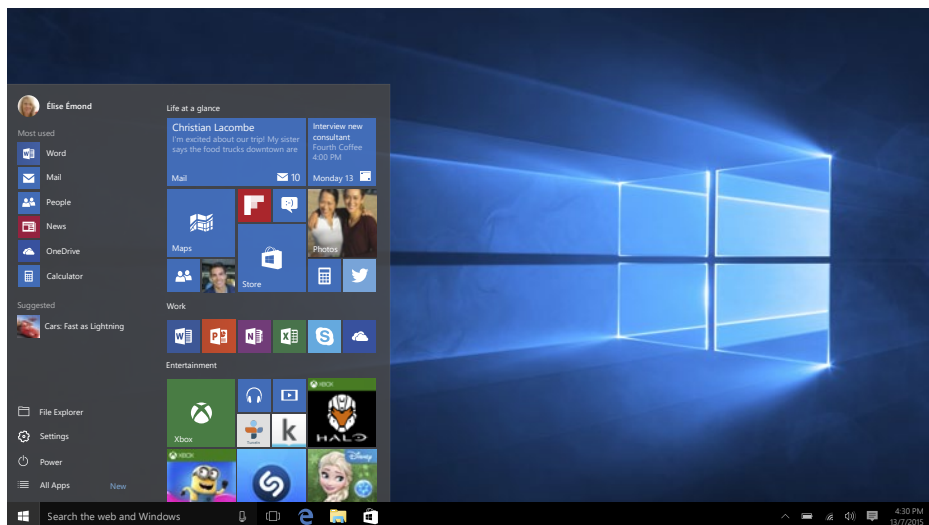 Élise Émond
Most used
Word
Mail
People
News
OneDrive
Calculator
Suggested
Cars: Fast as Lightning
File Explorer
Settings
Power
All Apps New
Life at a glance
Christian Lacombe
I'm excited about our trip! My sister
says the food trucks downtown are
Mail 10
Interview new
consultant
Fourth Coffee
4:00 PM
Monday 13
Maps
Store
Photos
Work
Entertainment
Xbox
TuneIn
k
XBOX
HALO
XBOX
Disney
Search the web and Windows
4:30 PM
13/7/2015